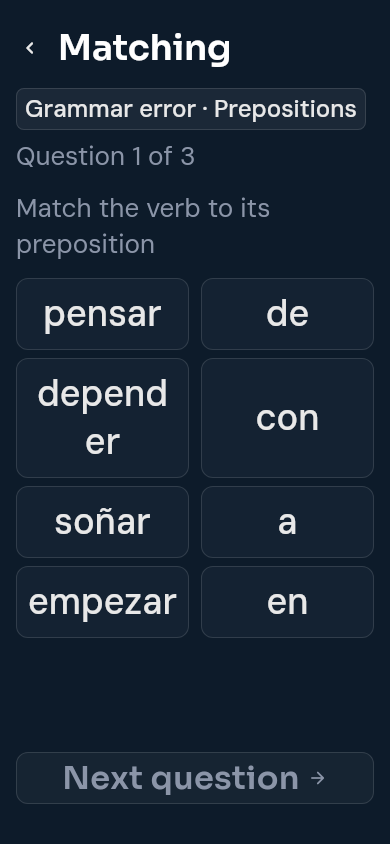 Matching
Grammar error · Prepositions
Question 1 of 3
Match the verb to its
preposition
pensar
de
depend
er
con
soñar
a
empezar
en
Next question →